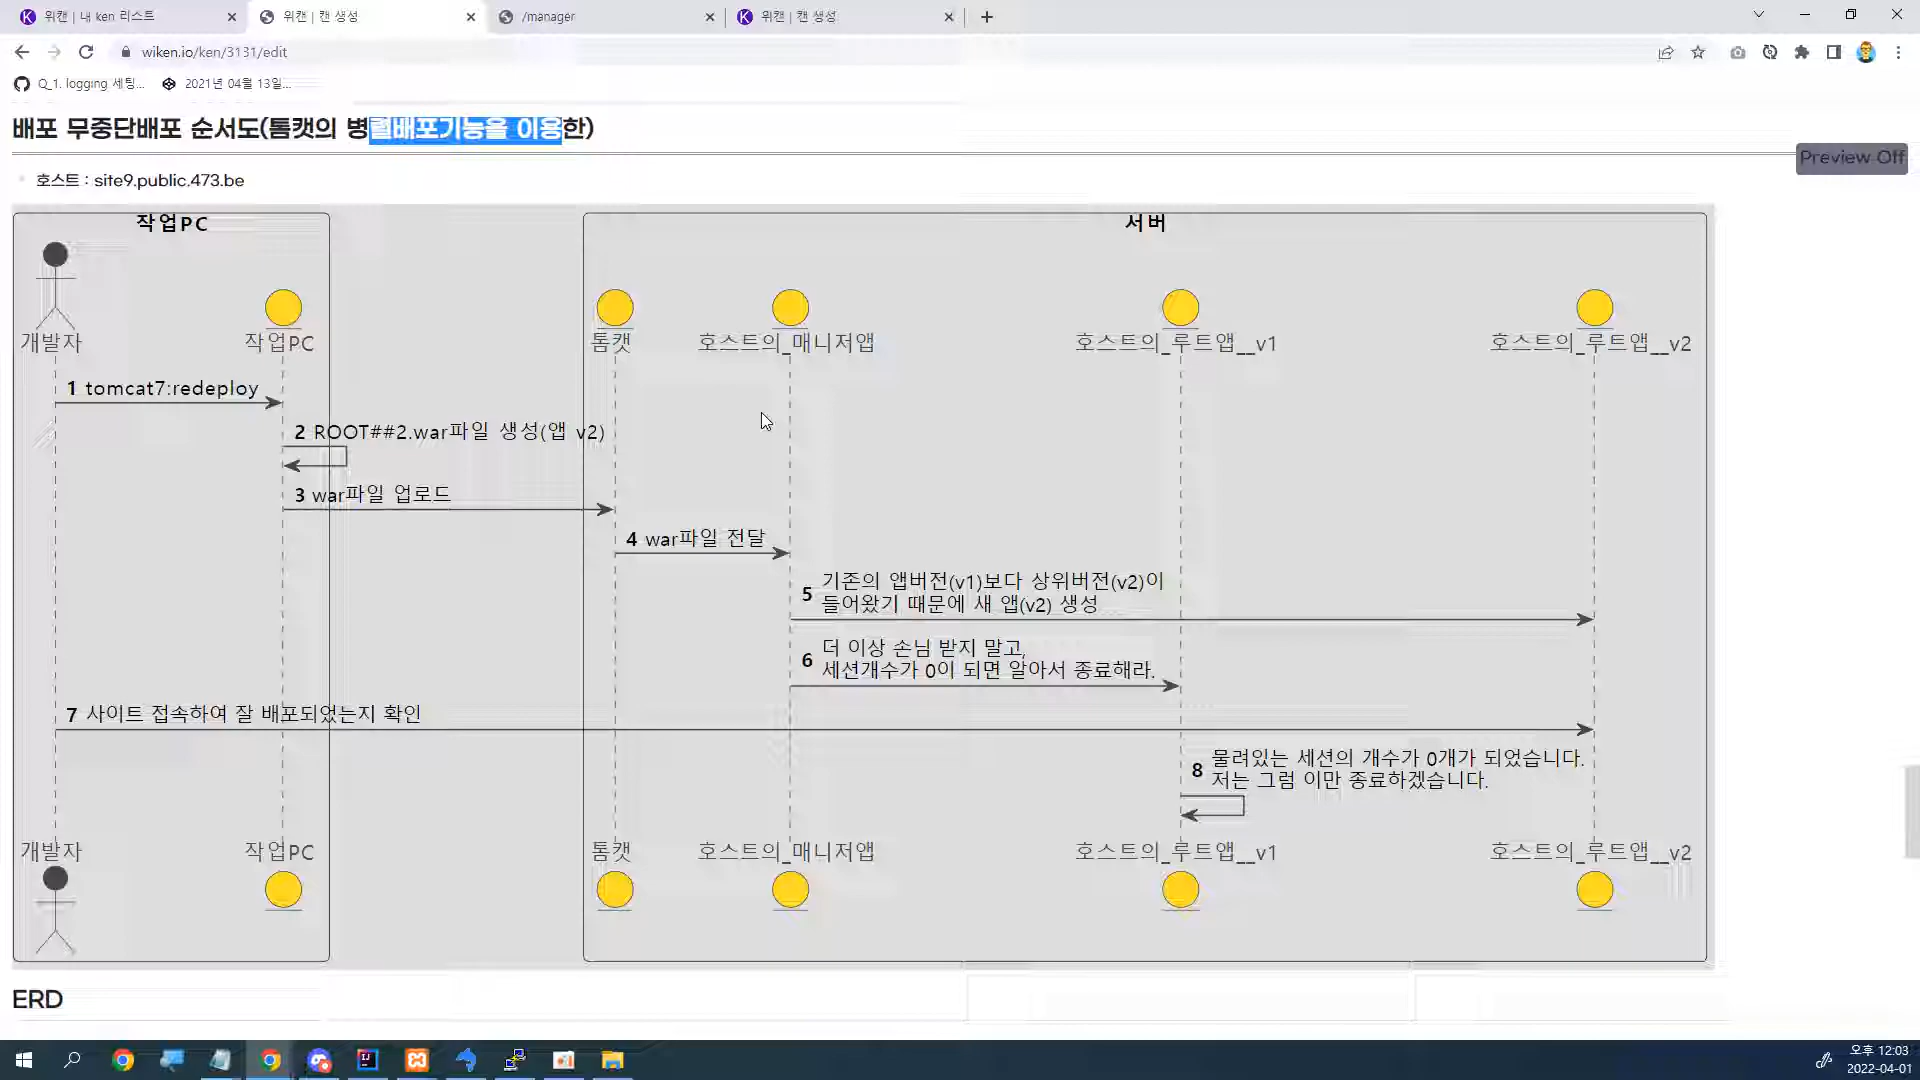 위캔 | 내 ken 리스트
위캔 | 캔 생성
/manager
위캔 | 캔 생성
wiken.io/ken/3131/edit
Q_1. logging 세팅...
2021년 04월 13일...
배포 무중단배포 순서도(톰캣의 병렬배포기능을 이용한)
Preview Off
호스트 : site9.public.473.be
작업PC
서버
개발자
작업PC
톰캣
호스트의_매니저앱
호스트의_루트앱__v1
호스트의_루트앱__v2
1 tomcat7:redeploy
2 ROOT##2.war파일 생성(앱 v2)
3 war파일 업로드
4 war파일 전달
5 기존의 앱버전(v1)보다 상위버전(v2)이
들어왔기 때문에 새 앱(v2) 생성
6 더 이상 손님 받지 말고,
세션개수가 0이 되면 알아서 종료해라.
7 사이트 접속하여 잘 배포되었는지 확인
8 물려있는 세션의 개수가 0개가 되었습니다.
저는 그럼 이만 종료하겠습니다.
개발자
작업PC
톰캣
호스트의_매니저앱
호스트의_루트앱__v1
호스트의_루트앱__v2
ERD
오후 12:03
2022-04-01